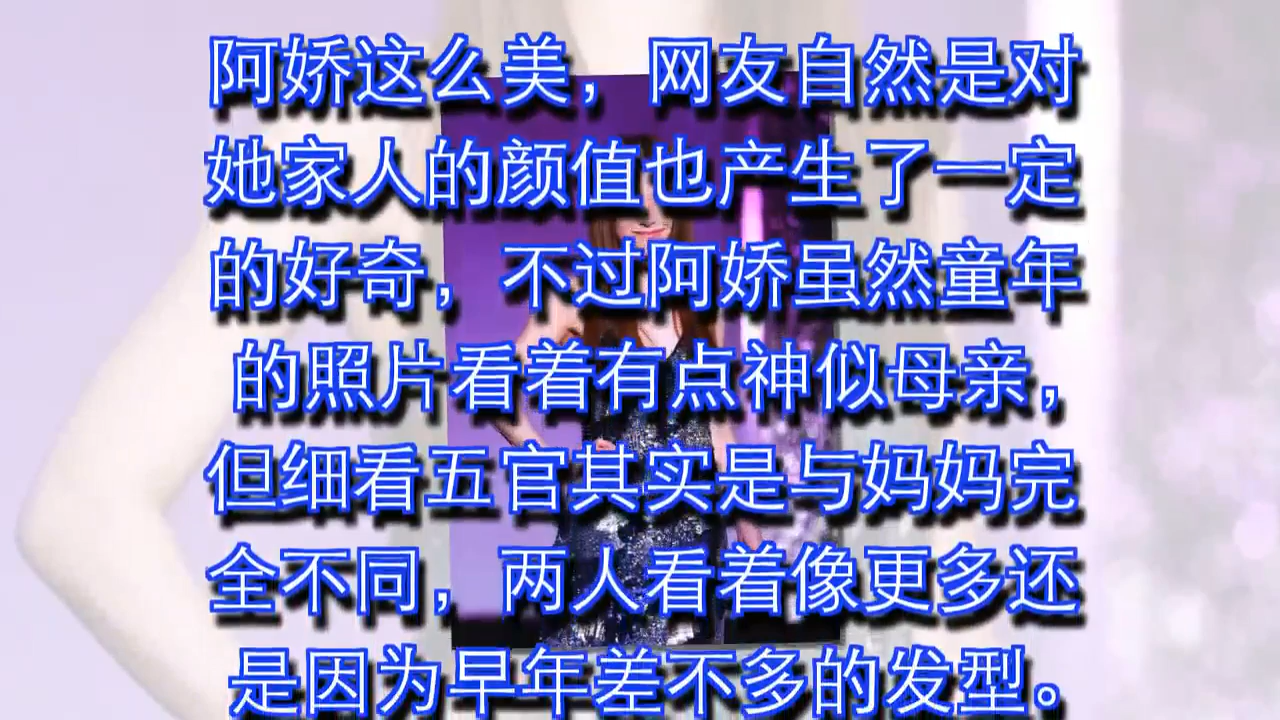 阿娇这么美，网友自然是对
她家人的颜值也产生了一定
的好奇，不过阿娇虽然童年
的照片看着有点神似母亲，
但细看五官其实是与妈妈完
全不同，两人看着像更多还
是因为早年差不多的发型。